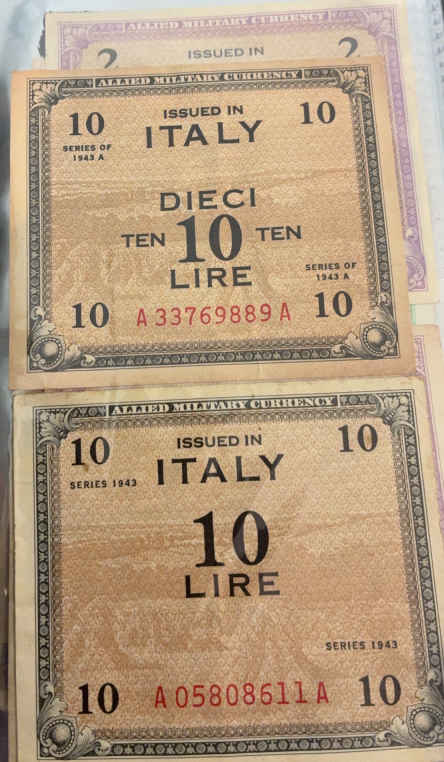 ALLIED MILITARY CURRENCY
2 ISSUED IN 2
ALLIED MILITARY CURRENCY
10 ISSUED IN 10
SERIES OF ITALY
1943 A
DIECI
TEN 10 TEN
LIRE
SERIES OF
1943 A
10 A33769889A 10
ALLIED MILITARY CURRENCY
10 ISSUED IN 10
SERIES 1943 ITALY
10
LIRE
SERIES 1943
10 A05808611A 10